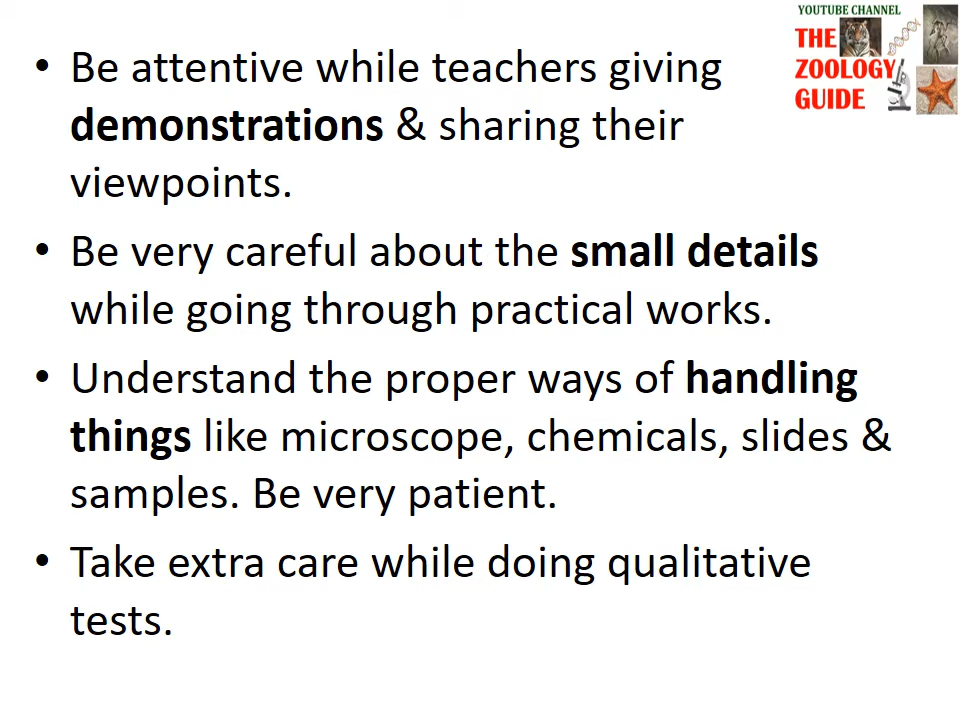 YOUTUBE CHANNEL
THE
ZOOLOGY
GUIDE
• Be attentive while teachers giving
demonstrations & sharing their
viewpoints.
• Be very careful about the small details
while going through practical works.
• Understand the proper ways of handling
things like microscope, chemicals, slides &
samples. Be very patient.
• Take extra care while doing qualitative
tests.